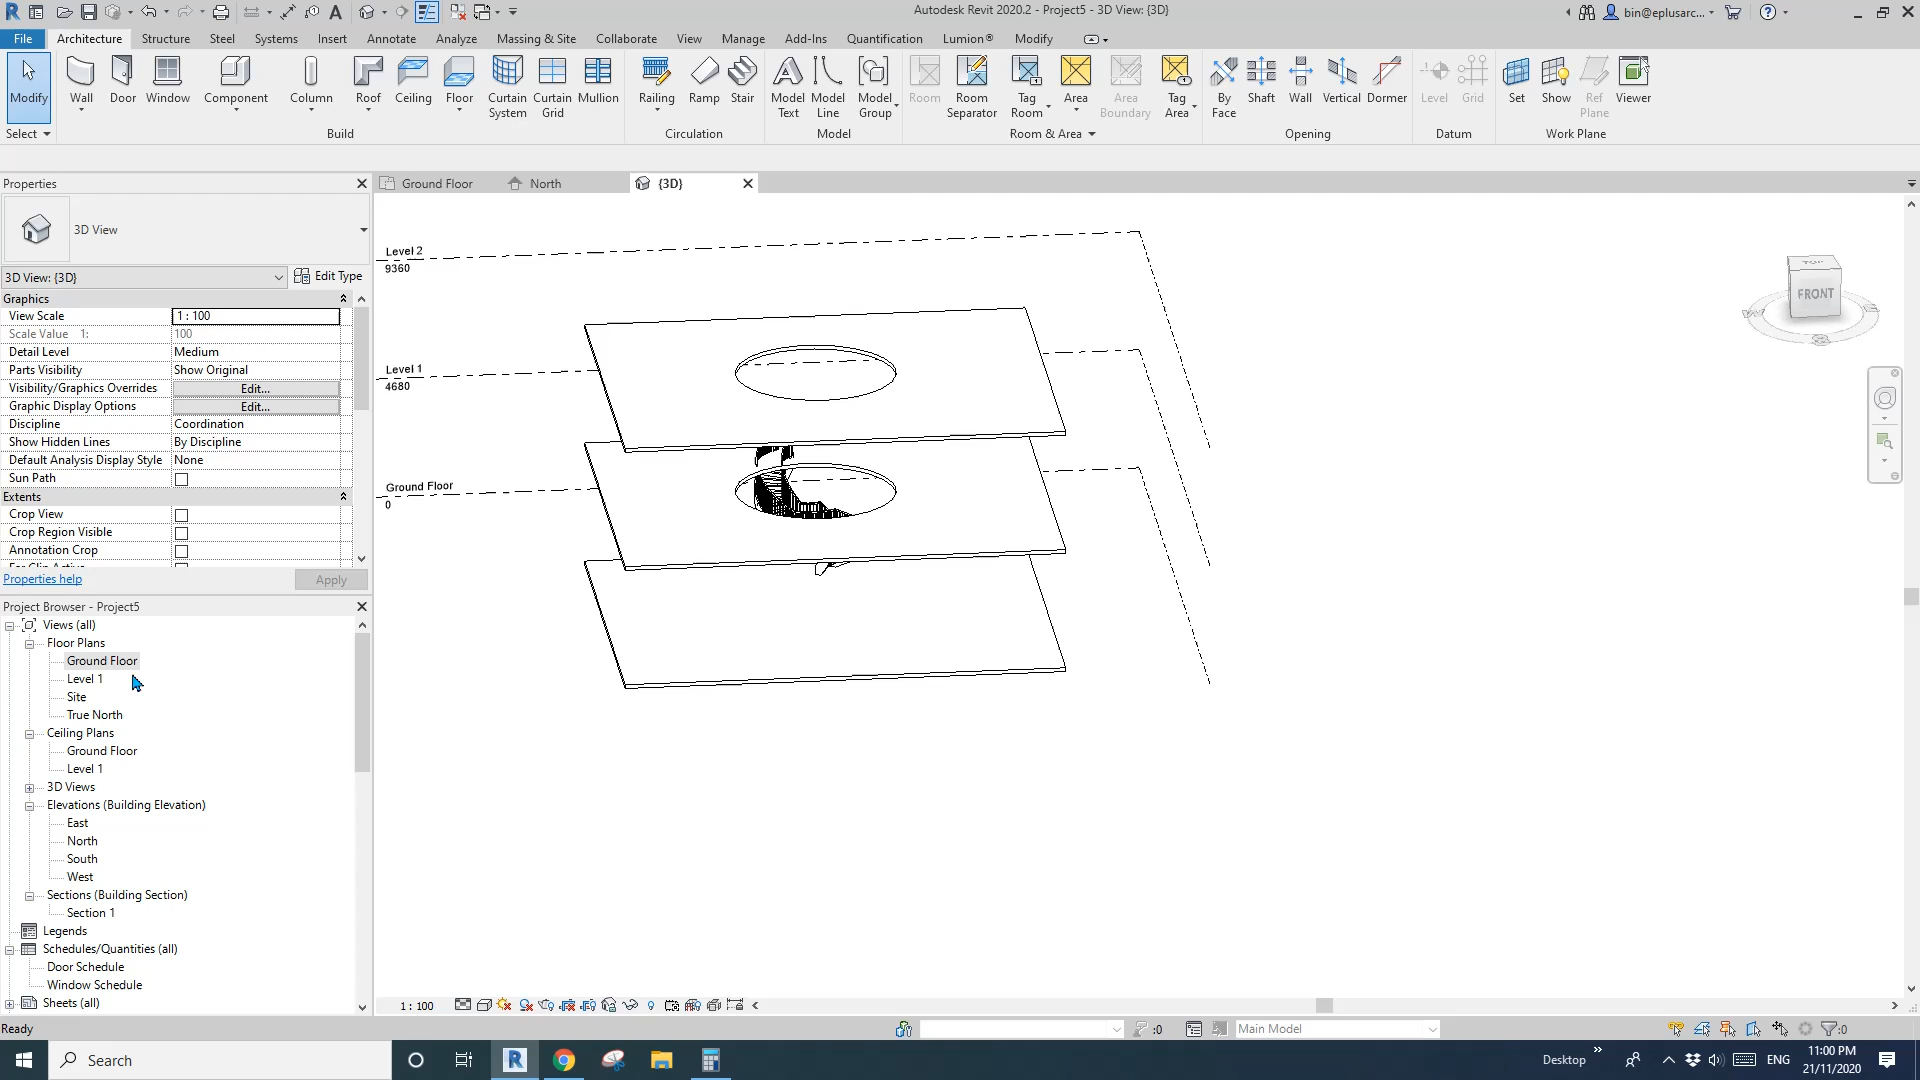 Autodesk Revit 2020.2 - Project5 - 3D View: {3D}
bin@eplusarc...
File Architecture Structure Steel Systems Insert Annotate Analyze Massing & Site Collaborate View Manage Add-Ins Quantification Lumion® Modify
Modify Wall Door Window Component Column Roof Ceiling Floor Curtain System Curtain Grid Mullion Railing Ramp Stair Model Text Model Line Model Group Room Room Separator Tag Room Area Area Boundary Tag Area By Face Shaft Wall Vertical Dormer Level Grid Set Show Ref Plane Viewer
Select Build Circulation Model Room & Area Opening Datum Work Plane
Properties
Ground Floor North {3D}
3D View
3D View: {3D} Edit Type
Graphics
View Scale 1 : 100
Scale Value 1: 100
Detail Level Medium
Parts Visibility Show Original
Visibility/Graphics Overrides Edit...
Graphic Display Options Edit...
Discipline Coordination
Show Hidden Lines By Discipline
Default Analysis Display Style None
Sun Path
Extents
Crop View
Crop Region Visible
Annotation Crop
Properties help Apply
Level 2
9360
Level 1
4680
Ground Floor
0
TOP
FRONT
W
Project Browser - Project5
Views (all)
Floor Plans
Ground Floor
Level 1
Site
True North
Ceiling Plans
Ground Floor
Level 1
3D Views
Elevations (Building Elevation)
East
North
South
West
Sections (Building Section)
Section 1
Legends
Schedules/Quantities (all)
Door Schedule
Window Schedule
Sheets (all)
1 : 100
Ready :0 Main Model :0
Search Desktop ENG 11:00 PM
21/11/2020